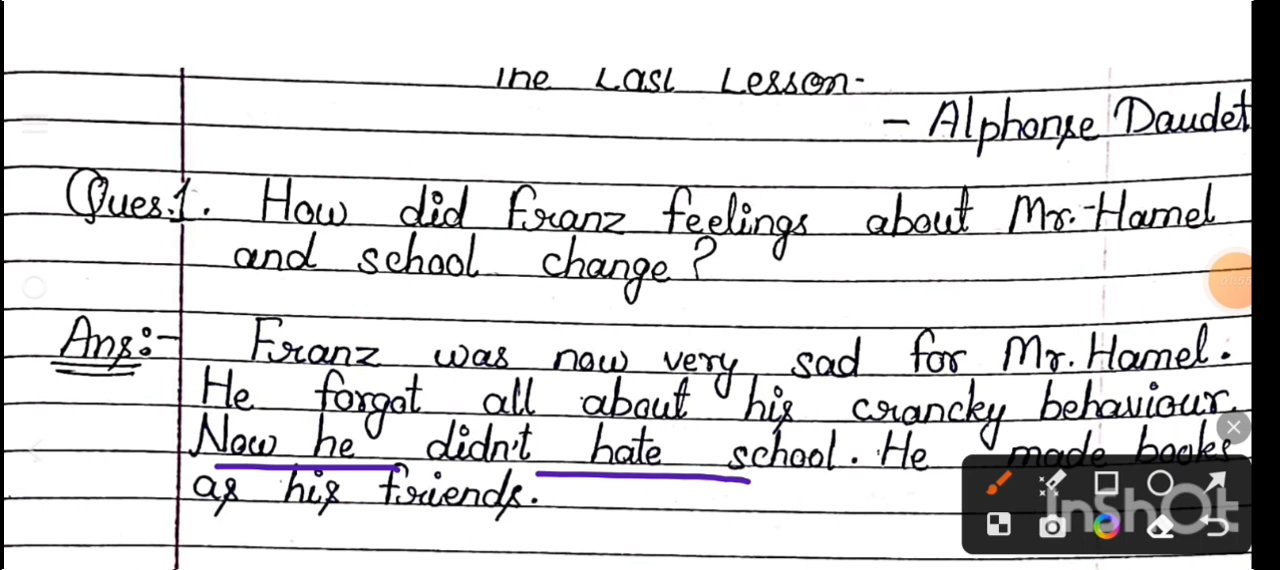 The Last Lesson-
- Alphonse Daudet
Ques:1. How did Franz feelings about Mr. Hamel
and school change?
Ans:- Franz was now very sad for Mr. Hamel.
He forgot all about his crancky behaviour.
Now he didn't hate school. He made books
as his friends.
InShOt